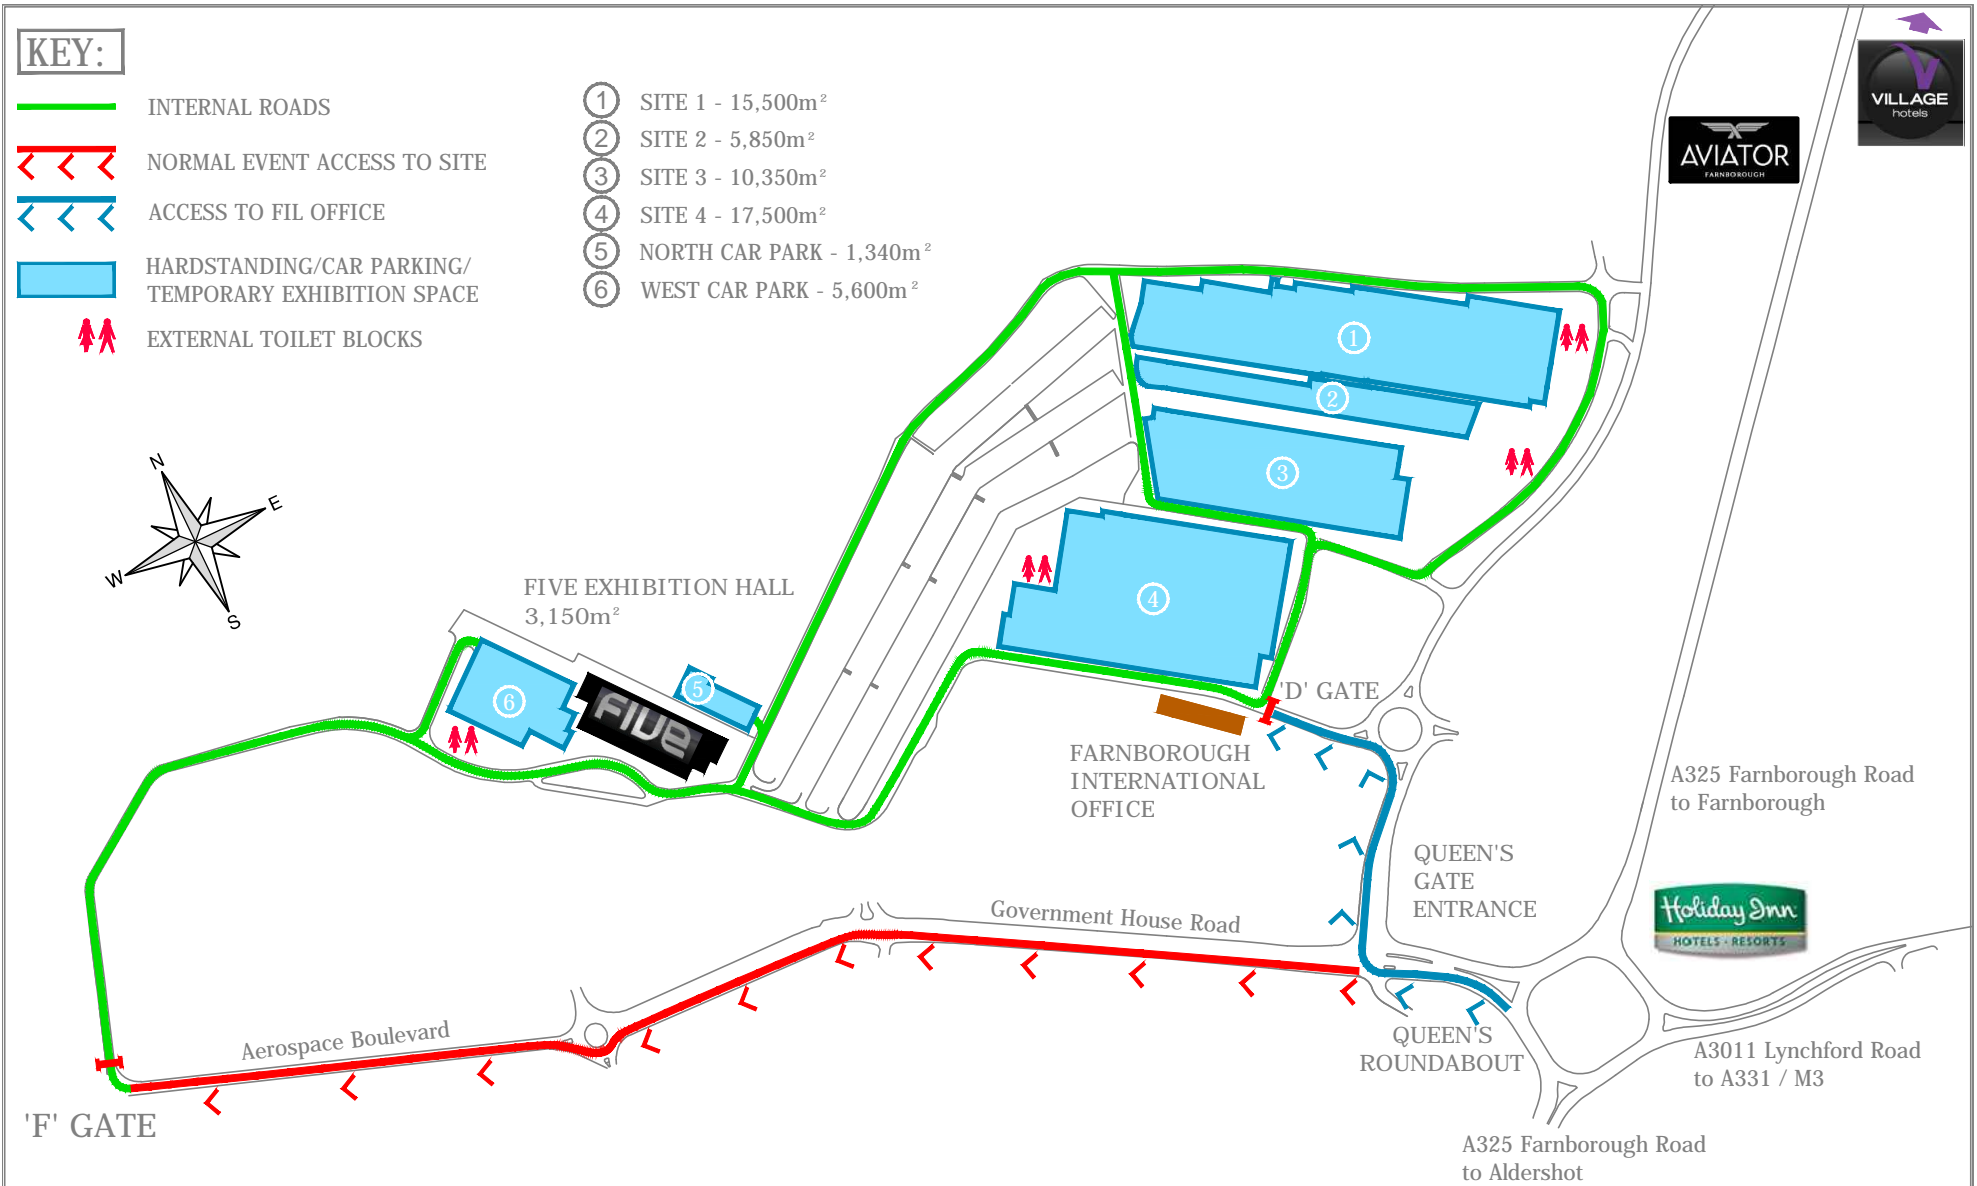 KEY:
INTERNAL ROADS
NORMAL EVENT ACCESS TO SITE
ACCESS TO FIL OFFICE
HARDSTANDING/CAR PARKING/
TEMPORARY EXHIBITION SPACE
EXTERNAL TOILET BLOCKS
1 SITE 1 - 15,500m²
2 SITE 2 - 5,850m²
3 SITE 3 - 10,350m²
4 SITE 4 - 17,500m²
5 NORTH CAR PARK - 1,340m²
6 WEST CAR PARK - 5,600m²
VILLAGE
hotels
AVIATOR
FARNBOROUGH
1
2
3
4
N
E
W
S
FIVE EXHIBITION HALL
3,150m²
5
6
FIVE
'D' GATE
FARNBOROUGH
INTERNATIONAL
OFFICE
A325 Farnborough Road
to Farnborough
QUEEN'S
GATE
ENTRANCE
Holiday Inn
HOTELS · RESORTS
Government House Road
Aerospace Boulevard
QUEEN'S
ROUNDABOUT
A3011 Lynchford Road
to A331 / M3
'F' GATE
A325 Farnborough Road
to Aldershot